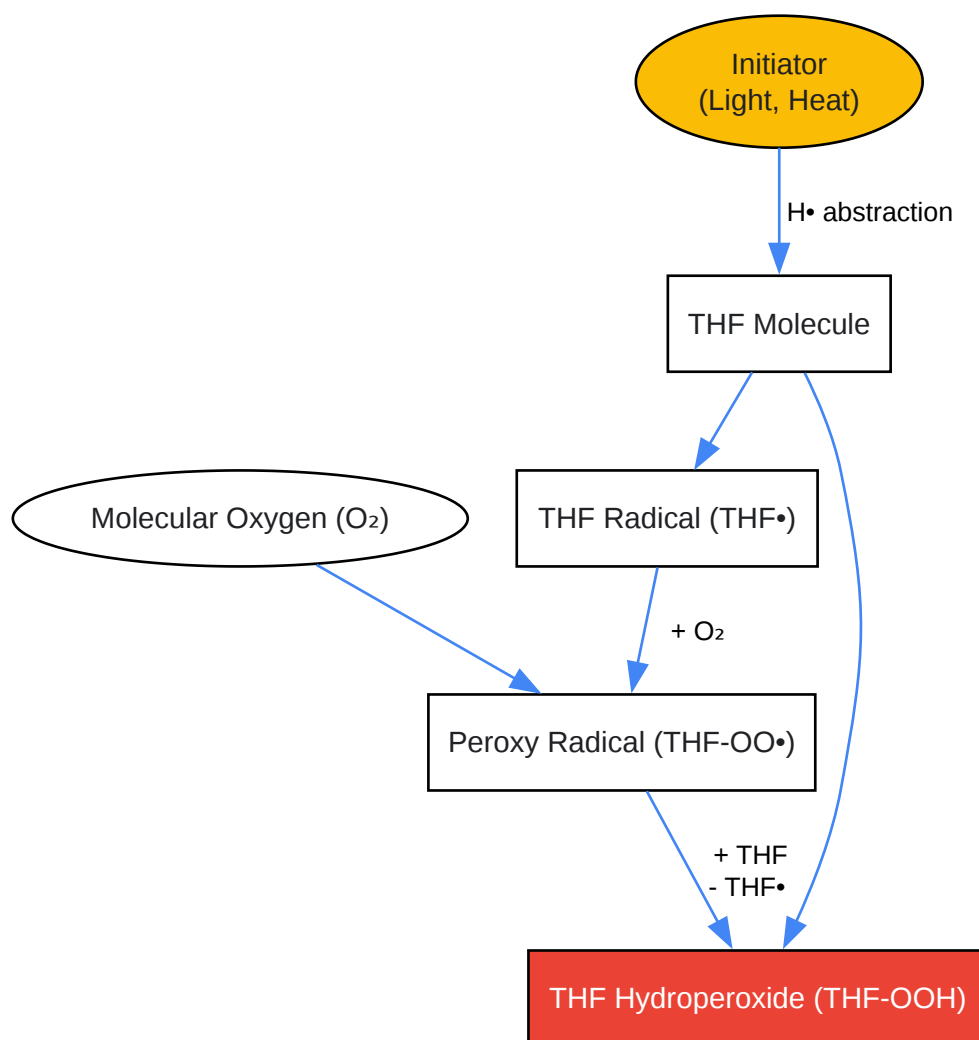 Initiator
(Light, Heat)
H• abstraction
THF Molecule
Molecular Oxygen (O₂)
THF Radical (THF•)
+ O₂
Peroxy Radical (THF-OO•)
+ THF
- THF•
THF Hydroperoxide (THF-OOH)